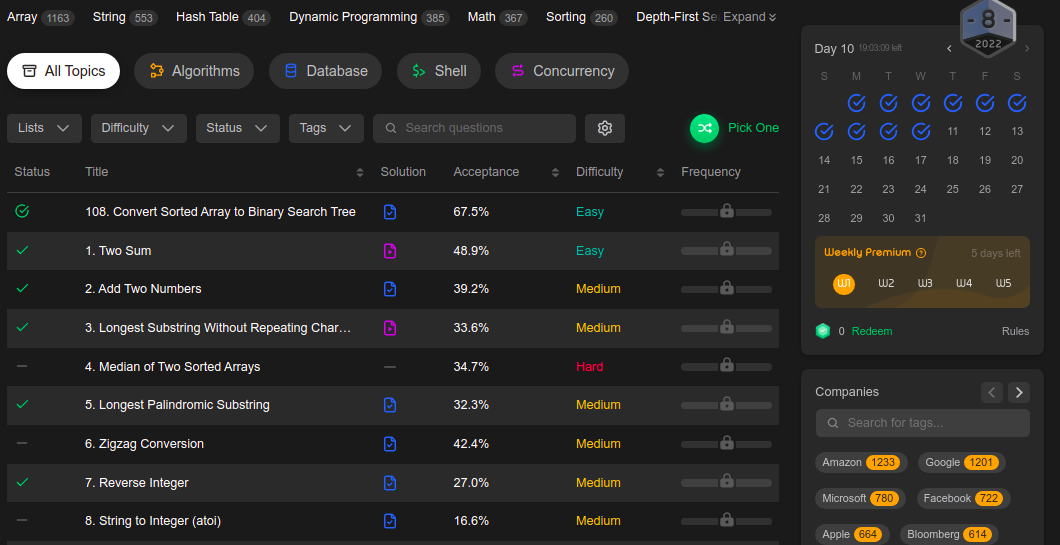 Array 1163 String 553 Hash Table 404 Dynamic Programming 385 Math 367 Sorting 260 Depth-First Se Expand
All Topics Algorithms Database Shell Concurrency
Lists Difficulty Status Tags Search questions Pick One
Status Title Solution Acceptance Difficulty Frequency
108. Convert Sorted Array to Binary Search Tree 67.5% Easy
1. Two Sum 48.9% Easy
2. Add Two Numbers 39.2% Medium
3. Longest Substring Without Repeating Char... 33.6% Medium
4. Median of Two Sorted Arrays 34.7% Hard
5. Longest Palindromic Substring 32.3% Medium
6. Zigzag Conversion 42.4% Medium
7. Reverse Integer 27.0% Medium
8. String to Integer (atoi) 16.6% Medium
8
2022
Day 10 19:03:09 left
S M T W T F S
11 12 13
14 15 16 17 18 19 20
21 22 23 24 25 26 27
28 29 30 31
Weekly Premium ? 5 days left
W1 W2 W3 W4 W5
0 Redeem Rules
Companies
Search for tags...
Amazon 1233 Google 1201
Microsoft 780 Facebook 722
Apple 664 Bloomberg 614